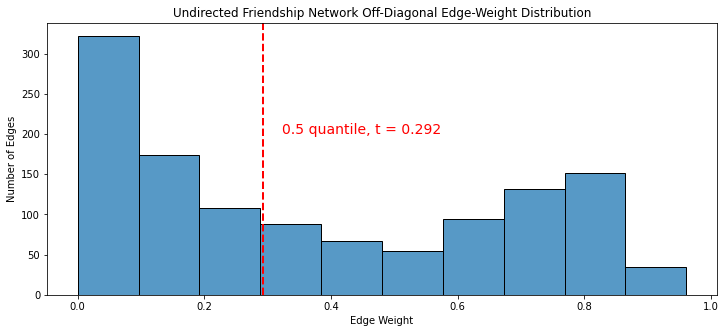 Undirected Friendship Network Off-Diagonal Edge-Weight Distribution
Number of Edges
300
250
200
150
100
50
0
0.5 quantile, t = 0.292
0.0 0.2 0.4 0.6 0.8 1.0
Edge Weight